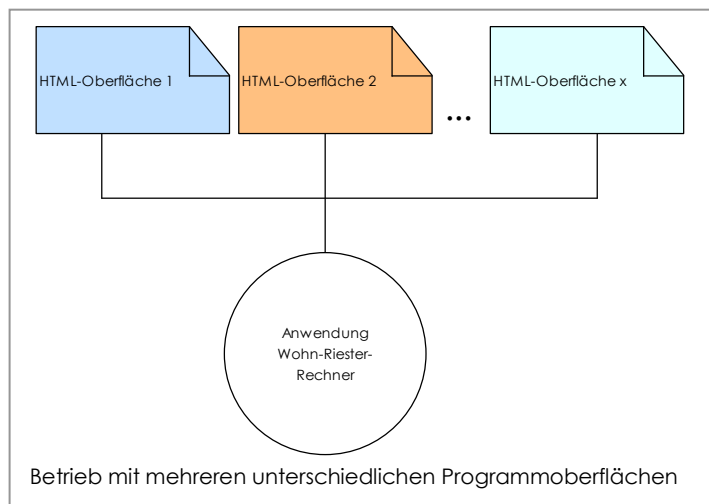 HTML-Oberfläche 1
HTML-Oberfläche 2
...
HTML-Oberfläche x
Anwendung
Wohn-Riester-
Rechner
Betrieb mit mehreren unterschiedlichen Programmoberflächen